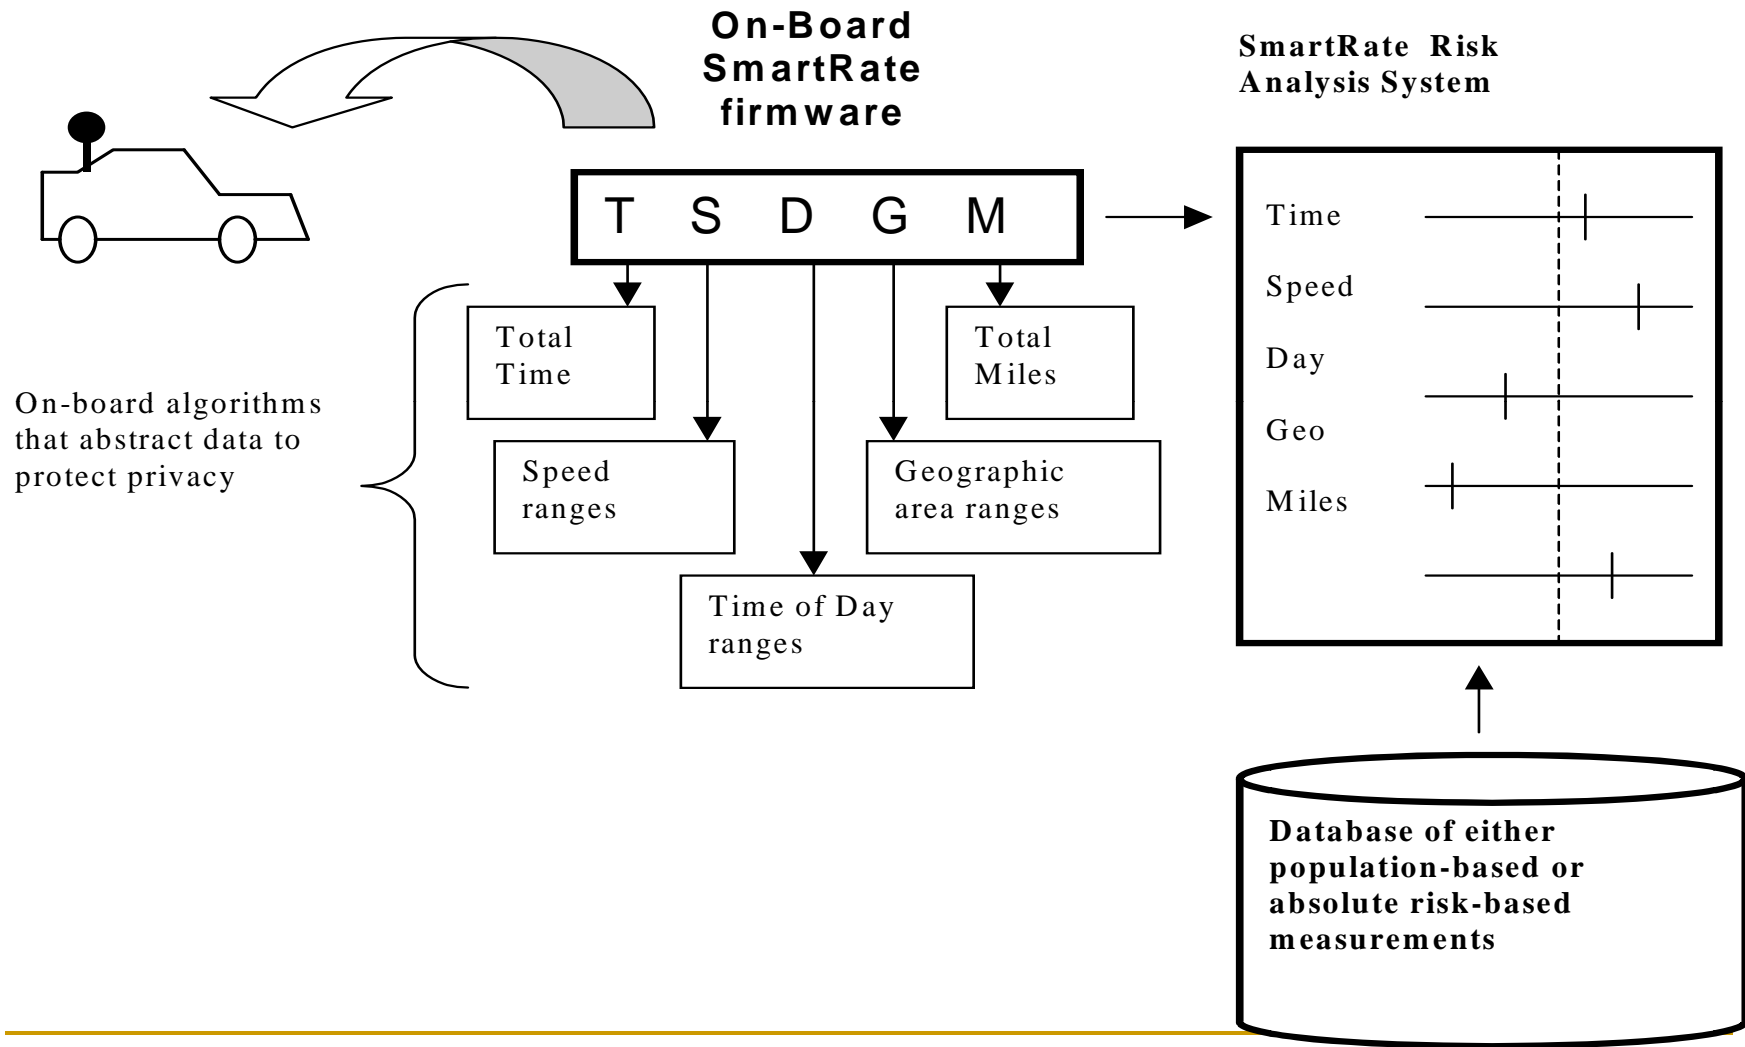 On-Board
SmartRate
firmware
SmartRate Risk
Analysis System
T S D G M
Time
Speed
Day
Geo
Miles
Total
Time
Total
Miles
On-board algorithms
that abstract data to
protect privacy
Speed
ranges
Geographic
area ranges
Time of Day
ranges
Database of either
population-based or
absolute risk-based
measurements